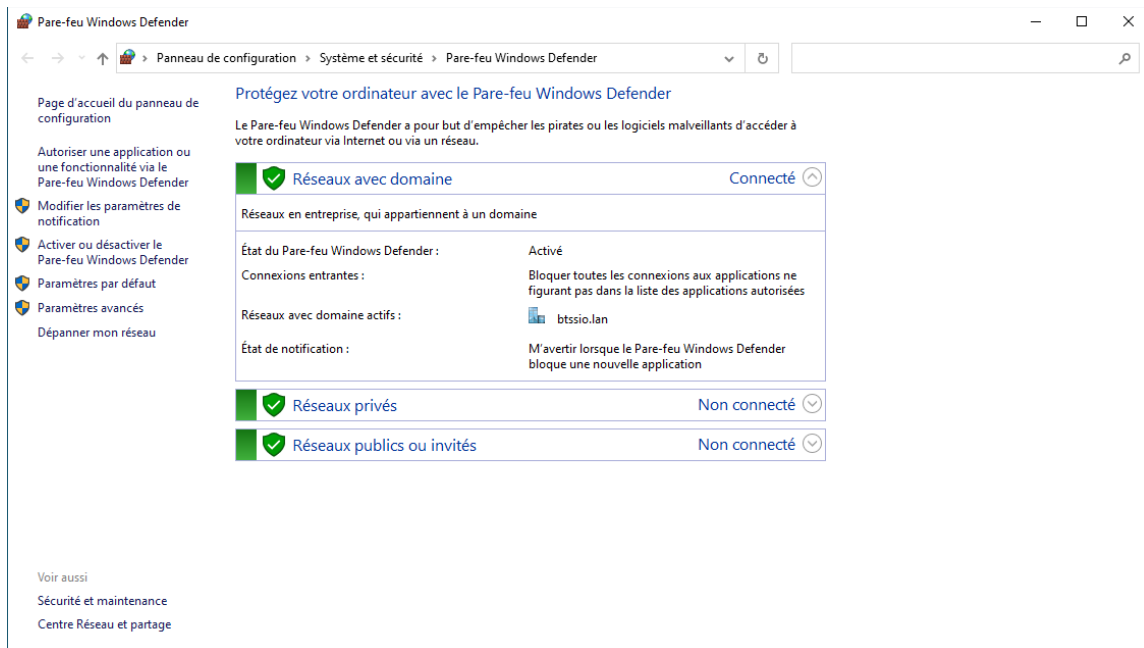 Pare-feu Windows Defender
Panneau de configuration › Système et sécurité › Pare-feu Windows Defender
Page d'accueil du panneau de
configuration
Autoriser une application ou
une fonctionnalité via le
Pare-feu Windows Defender
Modifier les paramètres de
notification
Activer ou désactiver le
Pare-feu Windows Defender
Paramètres par défaut
Paramètres avancés
Dépanner mon réseau
Voir aussi
Sécurité et maintenance
Centre Réseau et partage
Protégez votre ordinateur avec le Pare-feu Windows Defender
Le Pare-feu Windows Defender a pour but d'empêcher les pirates ou les logiciels malveillants d'accéder à
votre ordinateur via Internet ou via un réseau.
Réseaux avec domaine Connecté
Réseaux en entreprise, qui appartiennent à un domaine
État du Pare-feu Windows Defender : Activé
Connexions entrantes : Bloquer toutes les connexions aux applications ne
figurant pas dans la liste des applications autorisées
Réseaux avec domaine actifs : btssio.lan
État de notification : M'avertir lorsque le Pare-feu Windows Defender
bloque une nouvelle application
Réseaux privés Non connecté
Réseaux publics ou invités Non connecté